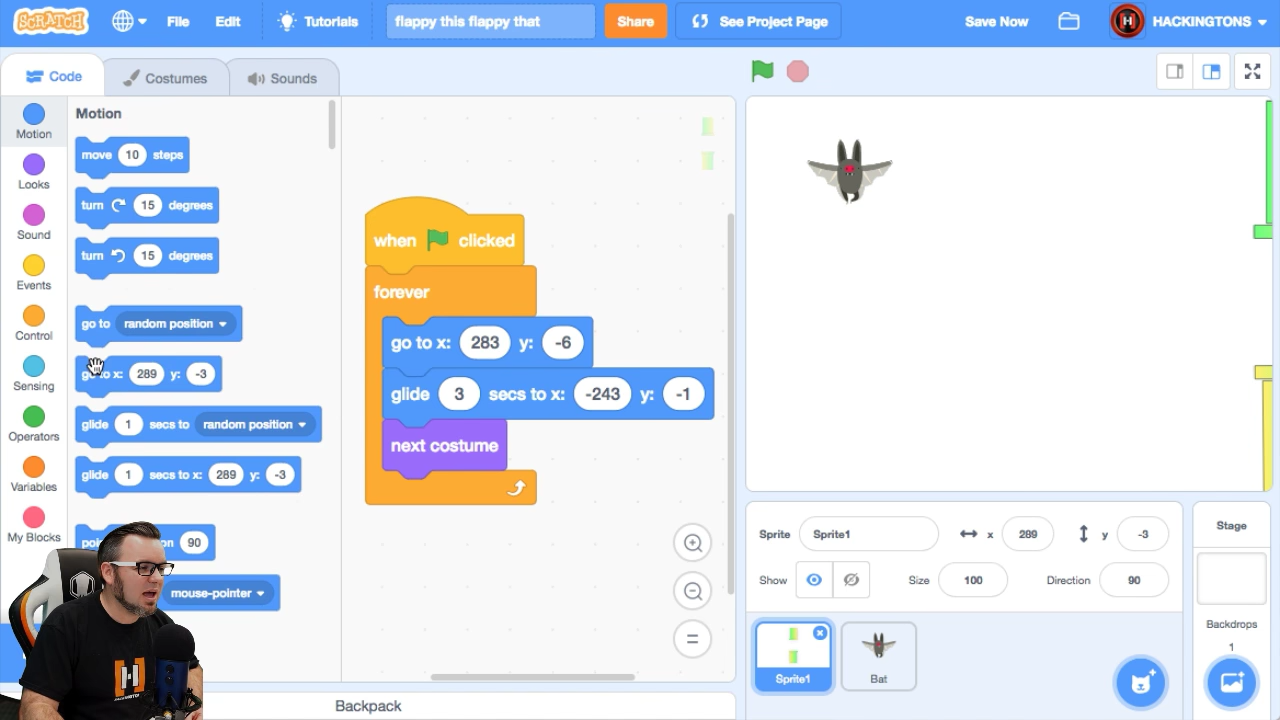 SCRATCH File Edit Tutorials flappy this flappy that Share See Project Page Save Now HACKINGTONS
Code Costumes Sounds
Motion
Looks
Sound
Events
Control
Sensing
Operators
Variables
My Blocks
Motion
move 10 steps
turn 15 degrees
turn 15 degrees
go to random position
go to x: 289 y: -3
glide 1 secs to random position
glide 1 secs to x: 289 y: -3
90
mouse-pointer
when clicked
forever
go to x: 283 y: -6
glide 3 secs to x: -243 y: -1
next costume
Backpack
Sprite Sprite1 x 289 y -3
Show Size 100 Direction 90
Sprite1 Bat
Stage
Backdrops
1